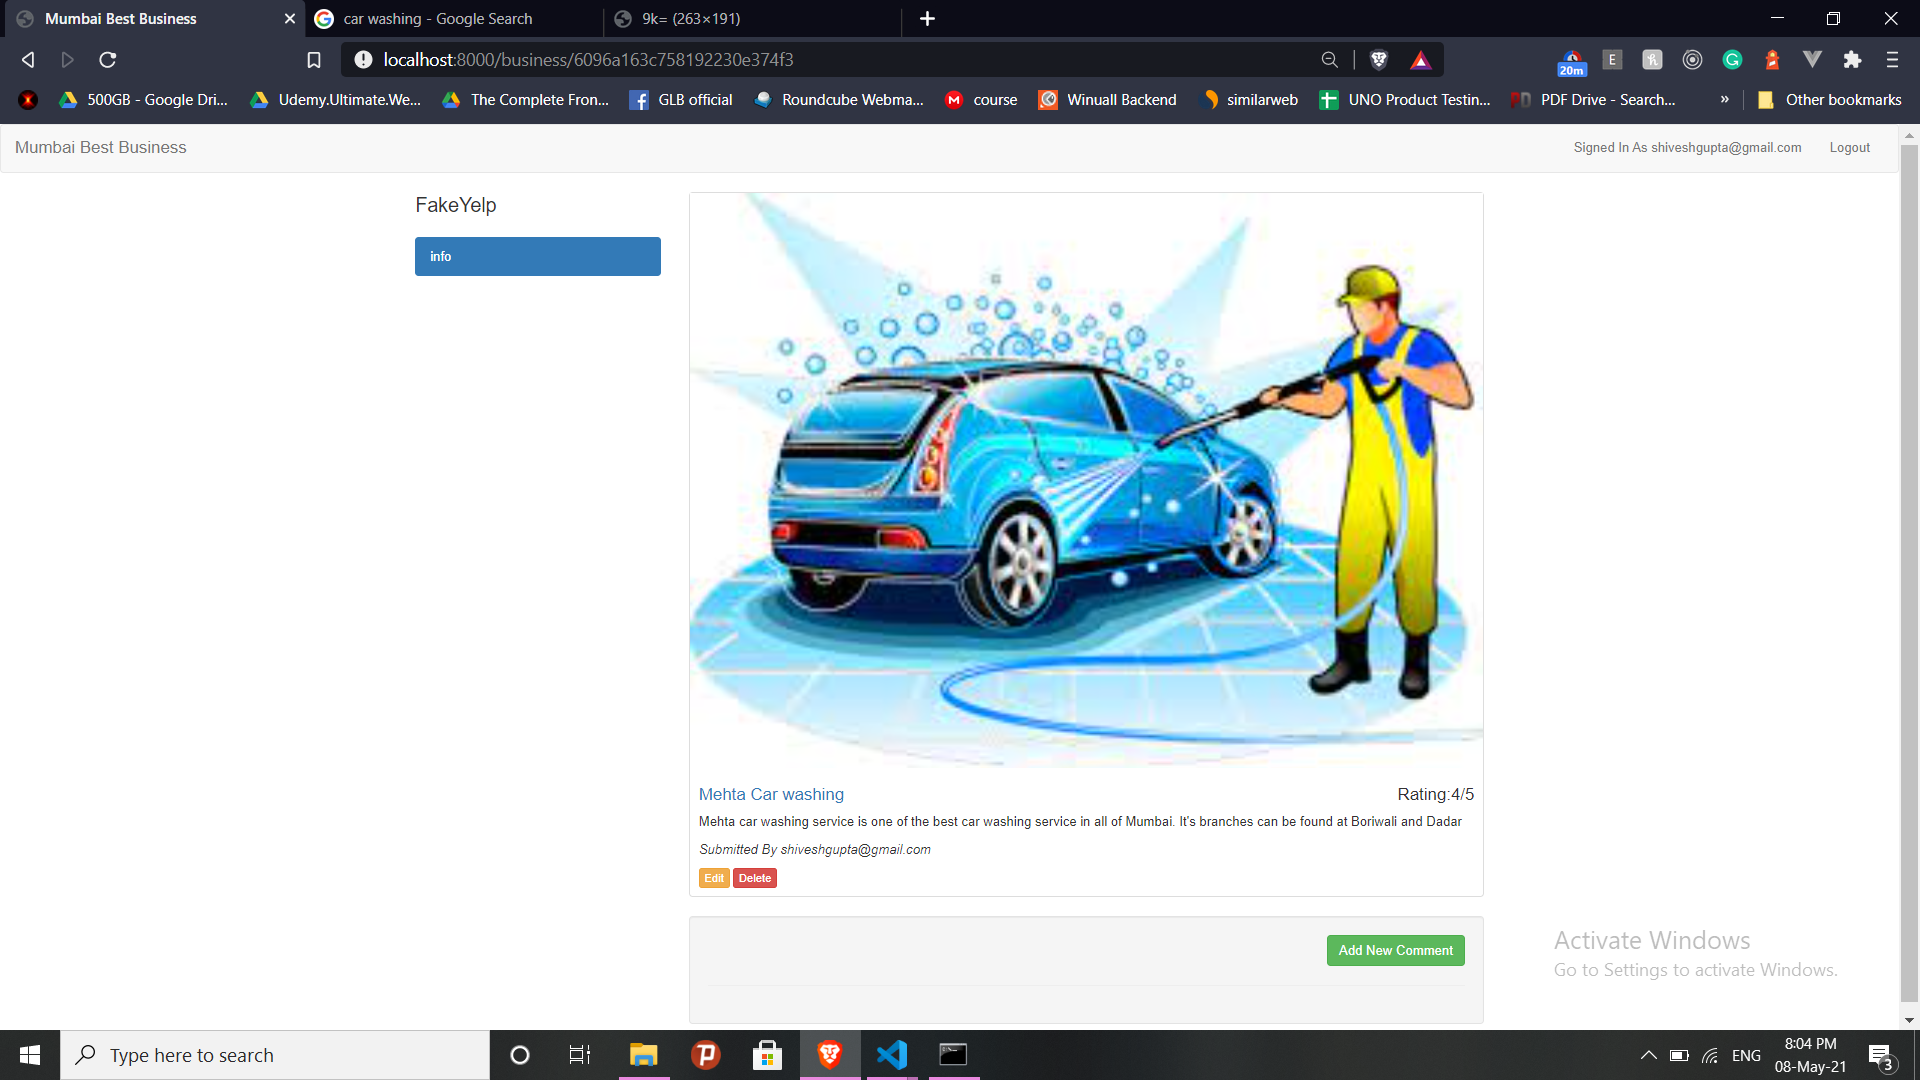 Mumbai Best Business
car washing - Google Search
9k= (263×191)
localhost:8000/business/6096a163c758192230e374f3
20m
E
500GB - Google Dri...
Udemy.Ultimate.We...
The Complete Fron...
GLB official
Roundcube Webma...
course
Winuall Backend
similarweb
UNO Product Testin...
PDF Drive - Search...
»
Other bookmarks
Mumbai Best Business
Signed In As shiveshgupta@gmail.com
Logout
FakeYelp
info
Mehta Car washing
Rating:4/5
Mehta car washing service is one of the best car washing service in all of Mumbai. It's branches can be found at Boriwali and Dadar
Submitted By shiveshgupta@gmail.com
Edit Delete
Add New Comment
Activate Windows
Go to Settings to activate Windows.
Type here to search
ENG
8:04 PM
08-May-21
3